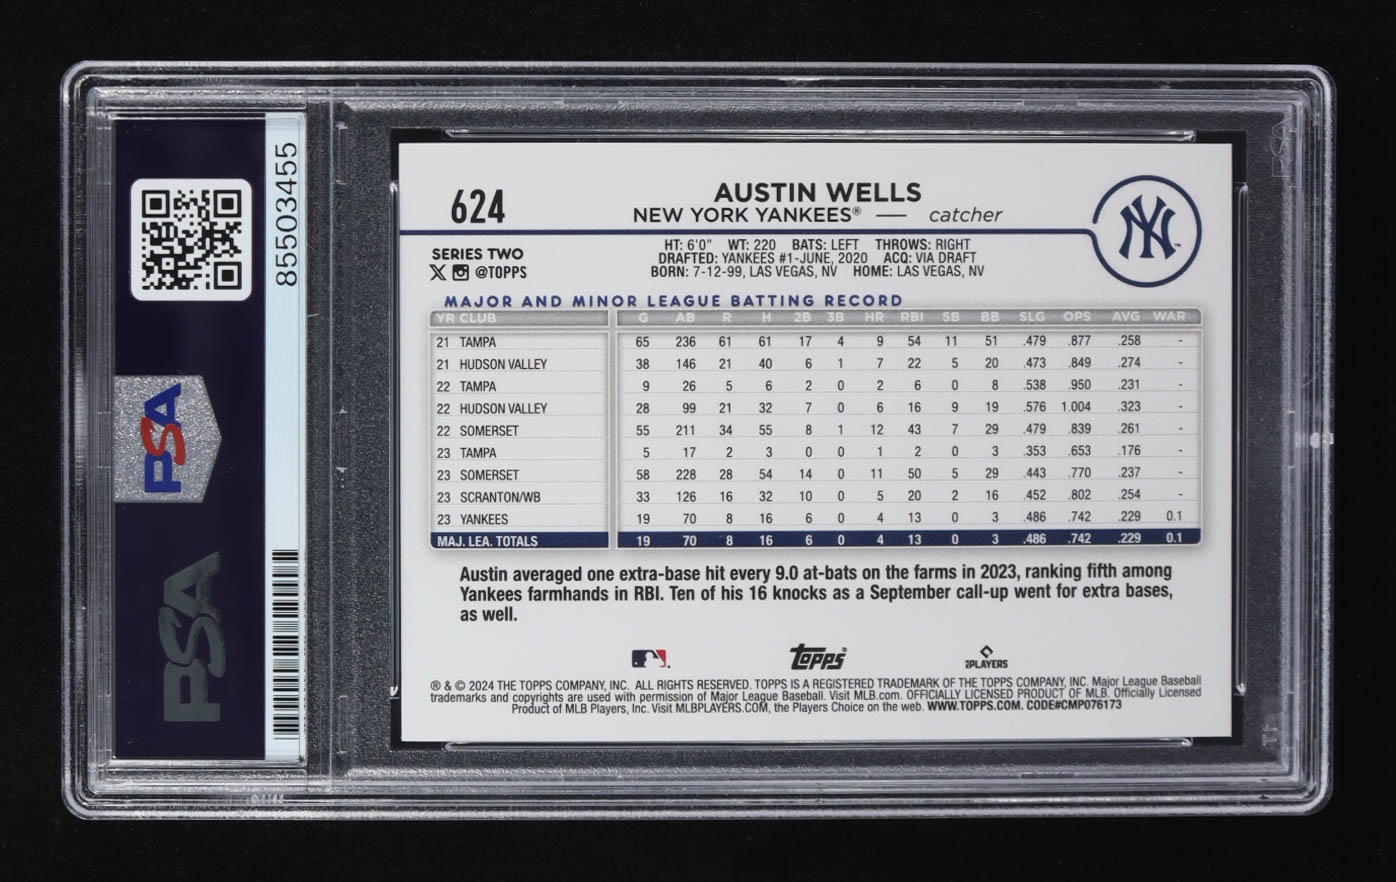 85503455
PSA
PSA
624
AUSTIN WELLS
NEW YORK YANKEES® — catcher
NY
SERIES TWO
X @TOPPS
HT: 6'0" WT: 220 BATS: LEFT THROWS: RIGHT
DRAFTED: YANKEES #1-JUNE, 2020 ACQ: VIA DRAFT
BORN: 7-12-99, LAS VEGAS, NV HOME: LAS VEGAS, NV
MAJOR AND MINOR LEAGUE BATTING RECORD
YR CLUB G AB R H 2B 3B HR RBI SB BB SLG OPS AVG WAR
21 TAMPA 65 236 61 61 17 4 9 54 11 51 .479 .877 .258 -
21 HUDSON VALLEY 38 146 21 40 6 1 7 22 5 20 .473 .849 .274 -
22 TAMPA 9 26 5 6 2 0 2 6 0 8 .538 .950 .231 -
22 HUDSON VALLEY 28 99 21 32 7 0 6 16 9 19 .576 1.004 .323 -
22 SOMERSET 55 211 34 55 8 1 12 43 7 29 .479 .839 .261 -
23 TAMPA 5 17 2 3 0 0 1 2 0 3 .353 .653 .176 -
23 SOMERSET 58 228 28 54 14 0 11 50 5 29 .443 .770 .237 -
23 SCRANTON/WB 33 126 16 32 10 0 5 20 2 16 .452 .802 .254 -
23 YANKEES 19 70 8 16 6 0 4 13 0 3 .486 .742 .229 0.1
MAJ. LEA. TOTALS 19 70 8 16 6 0 4 13 0 3 .486 .742 .229 0.1
Austin averaged one extra-base hit every 9.0 at-bats on the farms in 2023, ranking fifth among
Yankees farmhands in RBI. Ten of his 16 knocks as a September call-up went for extra bases,
as well.
topps® PLAYERS
® & © 2024 THE TOPPS COMPANY, INC. ALL RIGHTS RESERVED. TOPPS IS A REGISTERED TRADEMARK OF THE TOPPS COMPANY, INC. Major League Baseball
trademarks and copyrights are used with permission of Major League Baseball. Visit MLB.com. OFFICIALLY LICENSED PRODUCT OF MLB. Officially Licensed
Product of MLB Players, Inc. Visit MLBPLAYERS.COM, the Players Choice on the web. WWW.TOPPS.COM. CODE#CMP076173